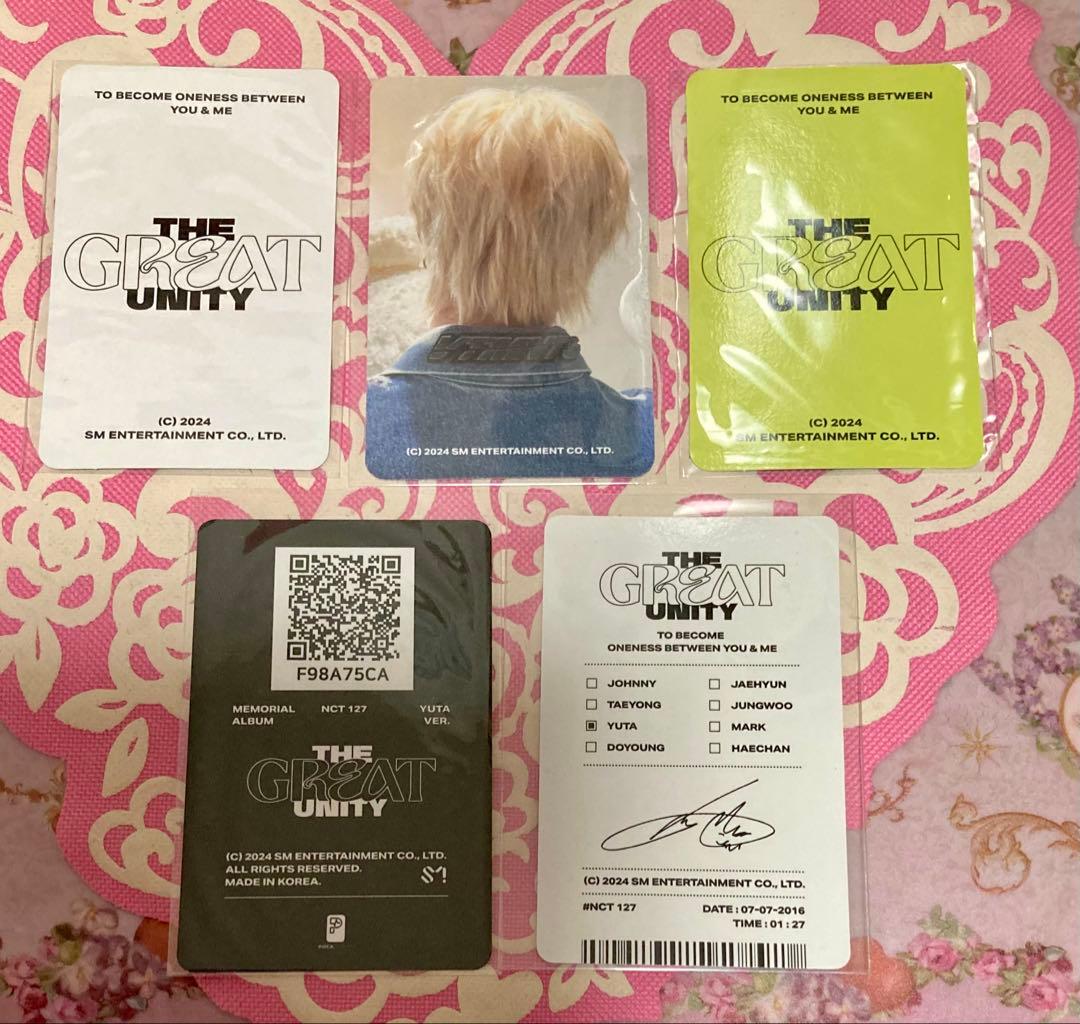 TO BECOME ONENESS BETWEEN
YOU & ME
THE
GREAT
UNITY
(C) 2024
SM ENTERTAINMENT CO., LTD.
(C) 2024 SM ENTERTAINMENT CO., LTD.
TO BECOME ONENESS BETWEEN
YOU & ME
THE
GREAT
UNITY
(C) 2024
SM ENTERTAINMENT CO., LTD.
F98A75CA
MEMORIAL ALBUM NCT 127 YUTA VER.
THE
GREAT
UNITY
(C) 2024 SM ENTERTAINMENT CO., LTD.
ALL RIGHTS RESERVED.
MADE IN KOREA.
SM
THE
GREAT
UNITY
TO BECOME
ONENESS BETWEEN YOU & ME
JOHNNY JAEHYUN
TAEYONG JUNGWOO
YUTA MARK
DOYOUNG HAECHAN
(C) 2024 SM ENTERTAINMENT CO., LTD.
#NCT 127 DATE : 07-07-2016
TIME : 01 : 27